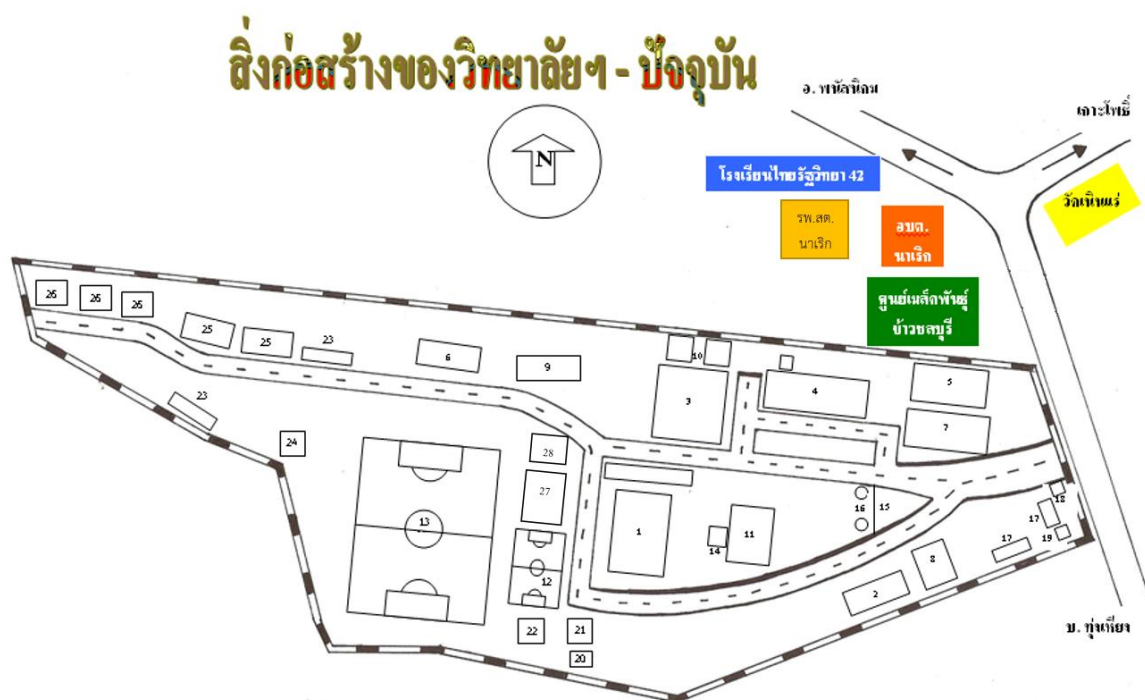 สิ่งก่อสร้างของวิทยาลัยฯ - ปัจจุบัน
อ. พนัสนิคม
เกาะโพธิ์
N
โรงเรียนไทยรัฐวิทยา 42
วัดเนินแร่
รพ.สต.
นาเริก
อบต.
นาเริก
ศูนย์เมล็ดพันธุ์
ข้าวชลบุรี
26
26
26
25
25
23
6
9
10
3
4
5
7
23
24
28
27
13
12
1
14
11
16
15
18
17
19
17
8
2
22
21
20
บ. ทุ่งเหียง